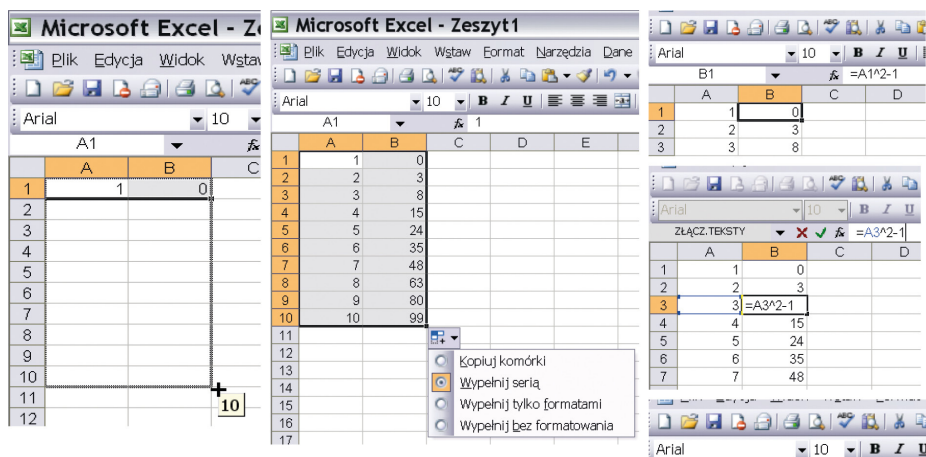 Microsoft Excel - Ze
Plik Edycja Widok Wstaw
Arial 10
A1 fx
A B C
1 1 0
2
3
4
5
6
7
8
9
10
11
12
10
Microsoft Excel - Zeszyt1
Plik Edycja Widok Wstaw Format Narzędzia Dane
Arial 10 B I U
A1 fx 1
A B C D E
1 1 0
2 2 3
3 3 8
4 4 15
5 5 24
6 6 35
7 7 48
8 8 63
9 9 80
10 10 99
11
12
13
14
15
16
17
Kopiuj komórki
Wypełnij serią
Wypełnij tylko formatami
Wypełnij bez formatowania
Arial 10 B I U
B1 fx =A1^2-1
A B C D
1 1 0
2 2 3
3 3 8
Arial 10 B I U
ZŁĄCZ.TEKSTY fx =A3^2-1
A B C D
1 1 0
2 2 3
3 3 =A3^2-1
4 4 15
5 5 24
6 6 35
7 7 48
Arial 10 B I U